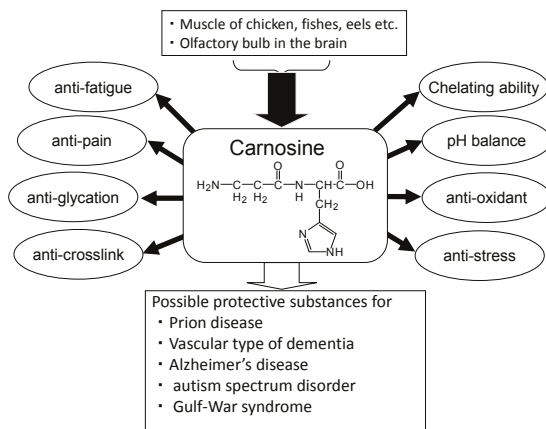 ・ Muscle of chicken, fishes, eels etc.
・ Olfactory bulb in the brain
anti-fatigue
Chelating ability
anti-pain
pH balance
anti-glycation
anti-oxidant
anti-crosslink
anti-stress
Carnosine
O
O
H₂N—C—C—C—N—CH—C—OH
H₂ H₂ H CH₂
N
NH
Possible protective substances for
・ Prion disease
・ Vascular type of dementia
・ Alzheimer's disease
・ autism spectrum disorder
・ Gulf-War syndrome